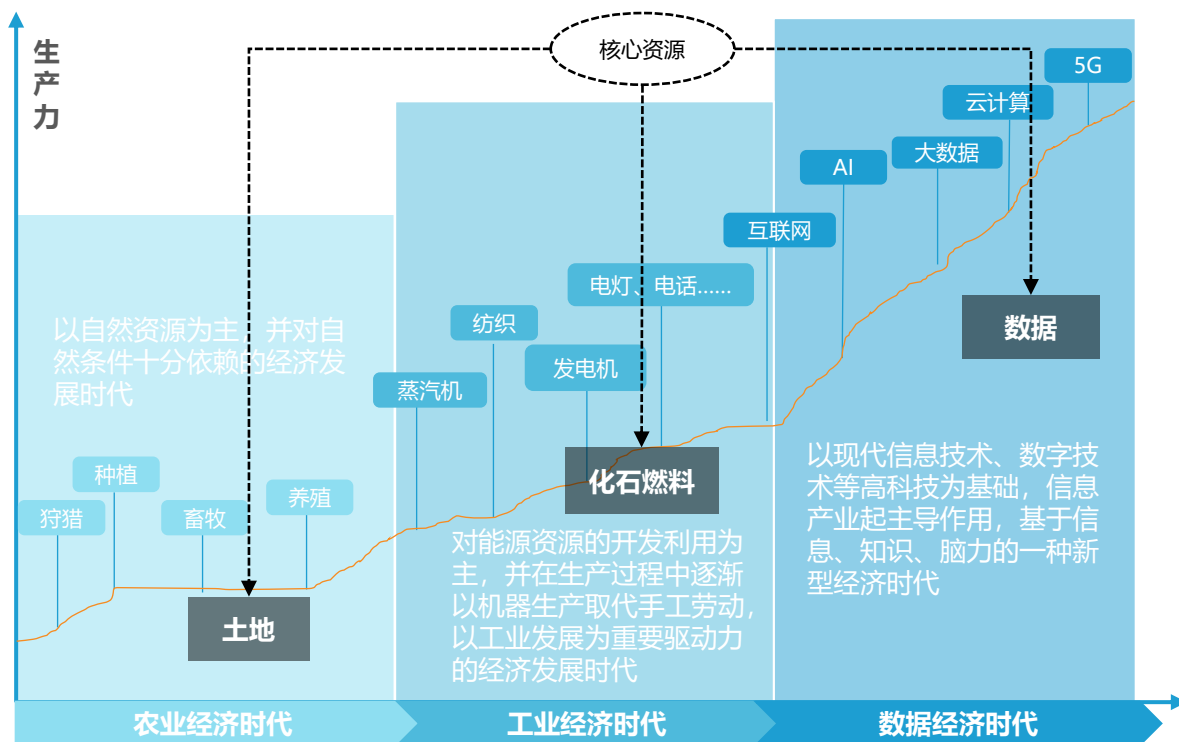 生
产
力
核心资源
5G
云计算
大数据
AI
互联网
电灯、电话......
纺织
发电机
蒸汽机
以自然资源为主，并对自
然条件十分依赖的经济发
展时代
数据
种植
狩猎
畜牧
养殖
化石燃料
土地
对能源资源的开发利用为
主，并在生产过程中逐渐
以机器生产取代手工劳动，
以工业发展为重要驱动力
的经济发展时代
以现代信息技术、数字技
术等高科技为基础，信息
产业起主导作用，基于信
息、知识、脑力的一种新
型经济时代
农业经济时代
工业经济时代
数据经济时代